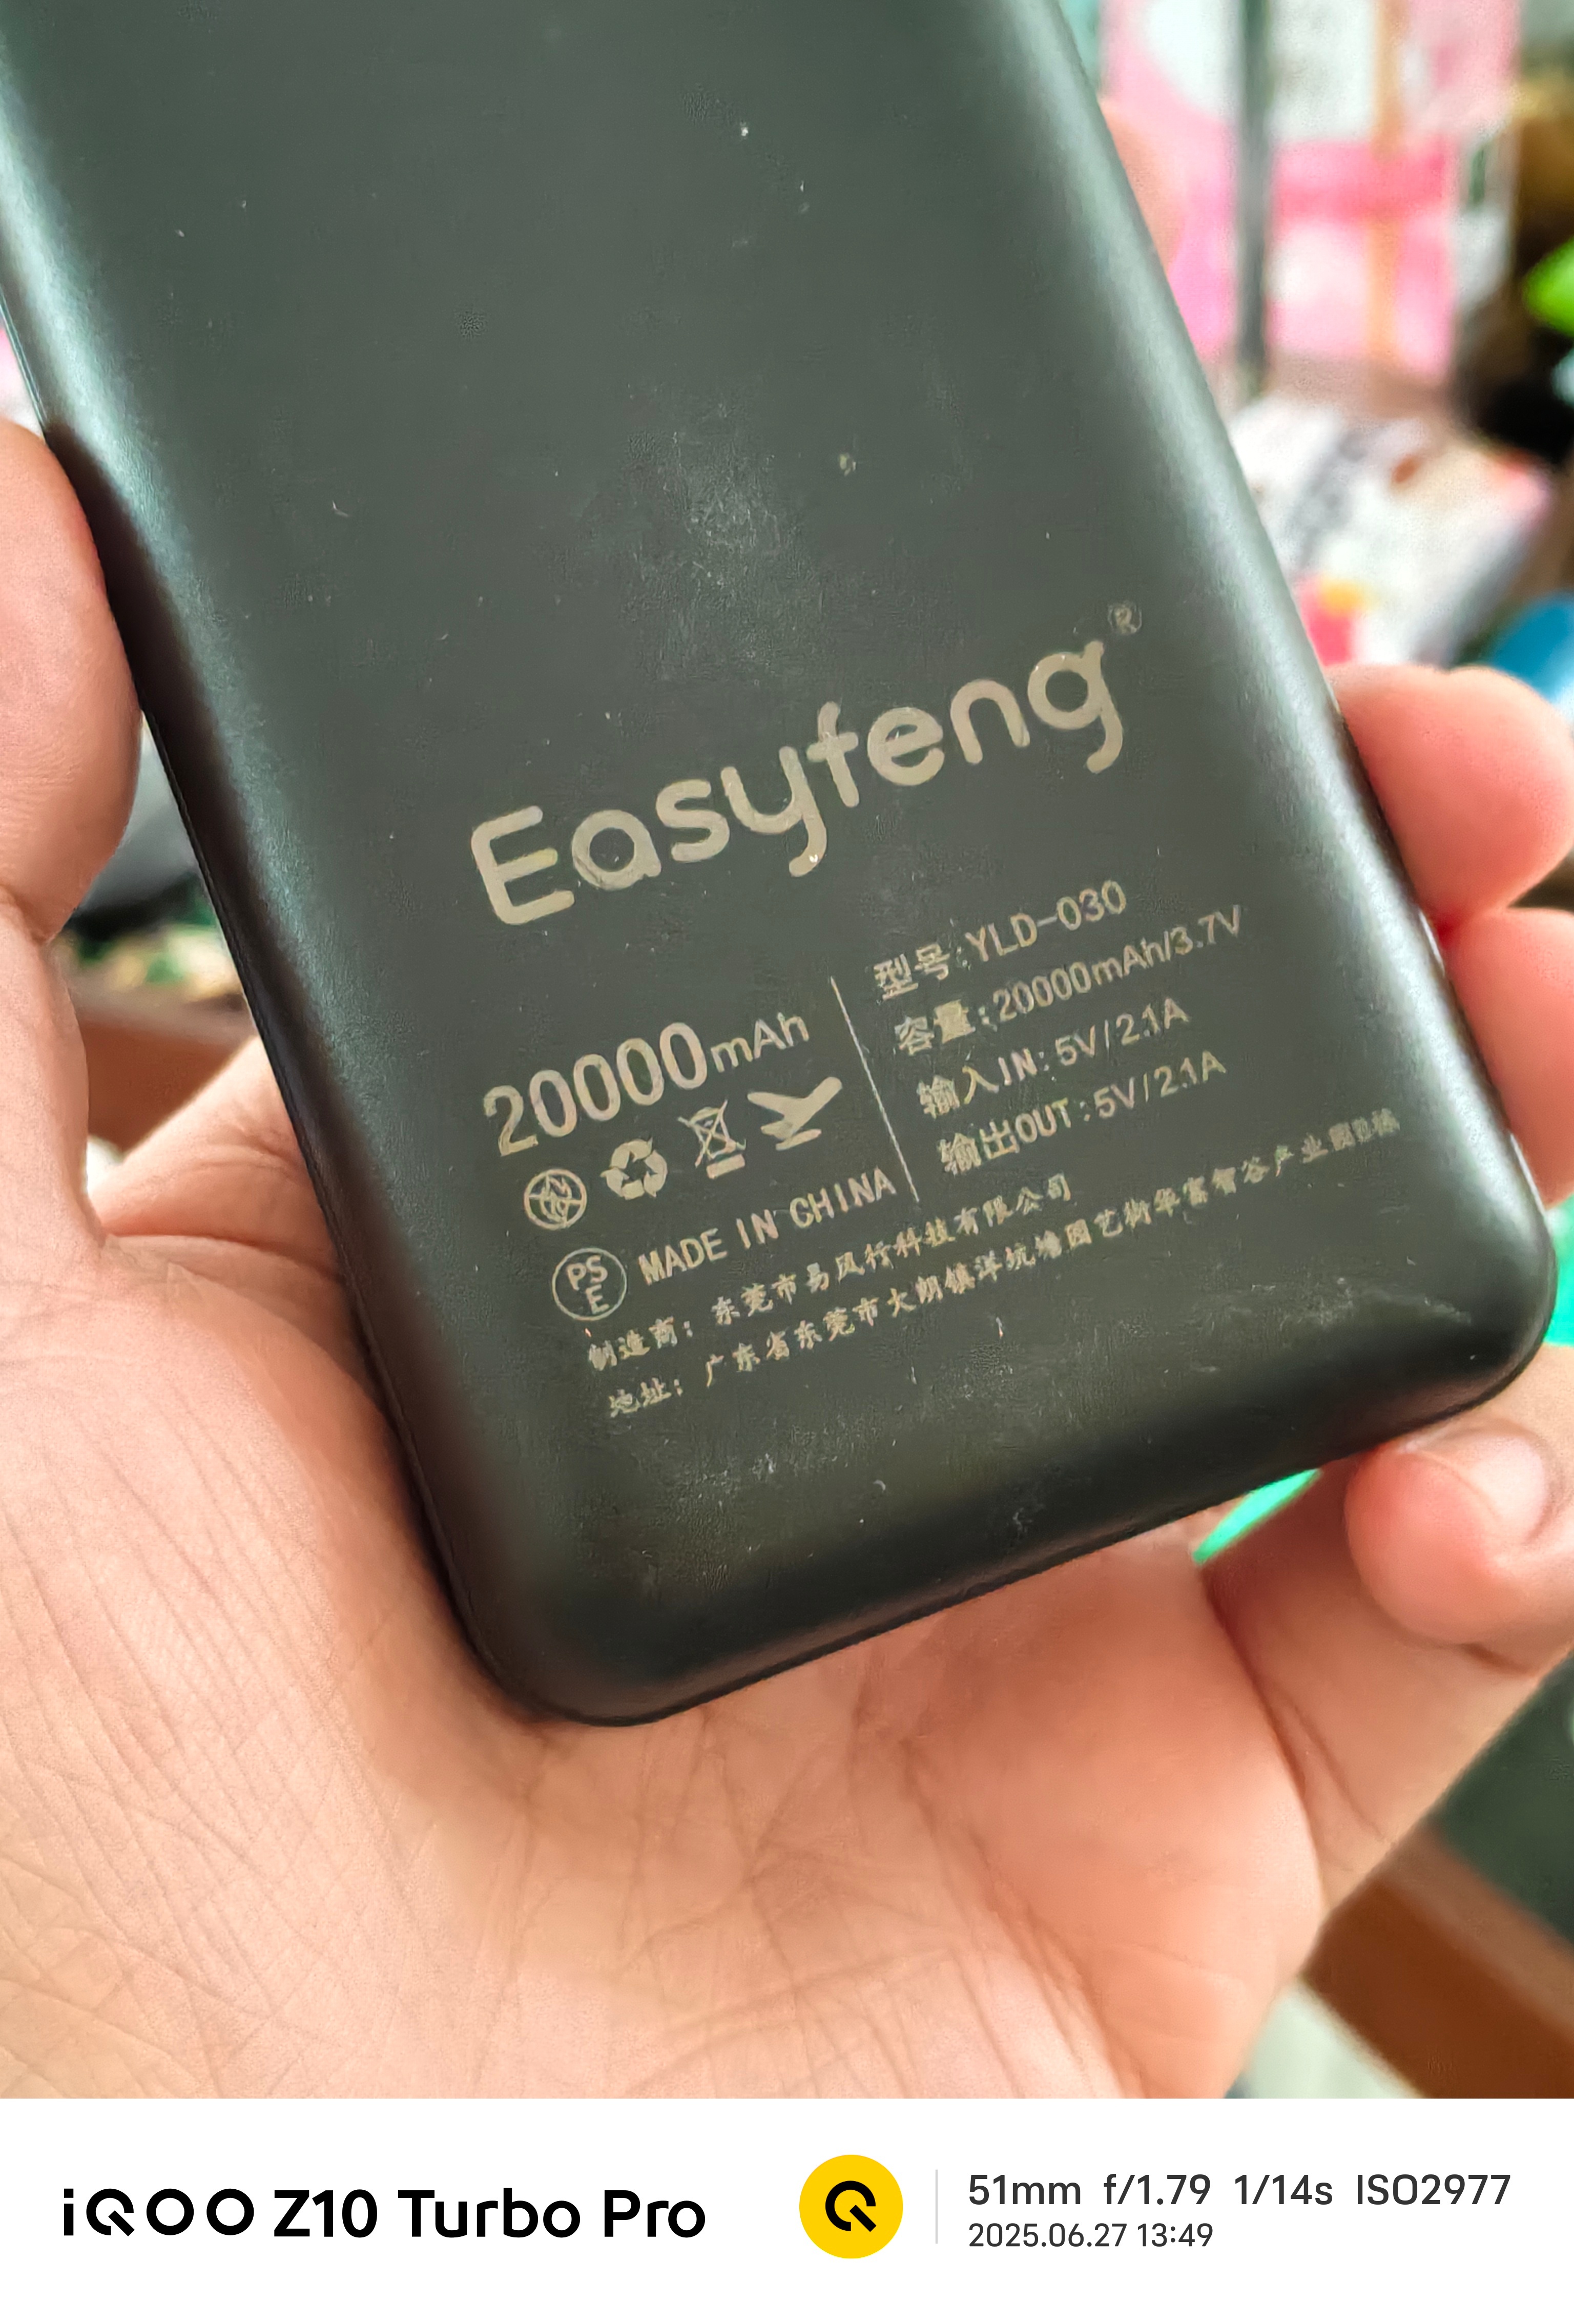 Easyfeng®
20000mAh
型号:YLD-030
容量:20000mAh/3.7V
输入IN:5V/2.1A
输出OUT:5V/2.1A
PSE
MADE IN CHINA
制造商:东莞市易风行科技有限公司
地址:广东省东莞市大朗镇洋坑塘园艺街华富智谷产业园
iQOO Z10 Turbo Pro
51mm f/1.79 1/14s ISO2977
2025.06.27 13:49